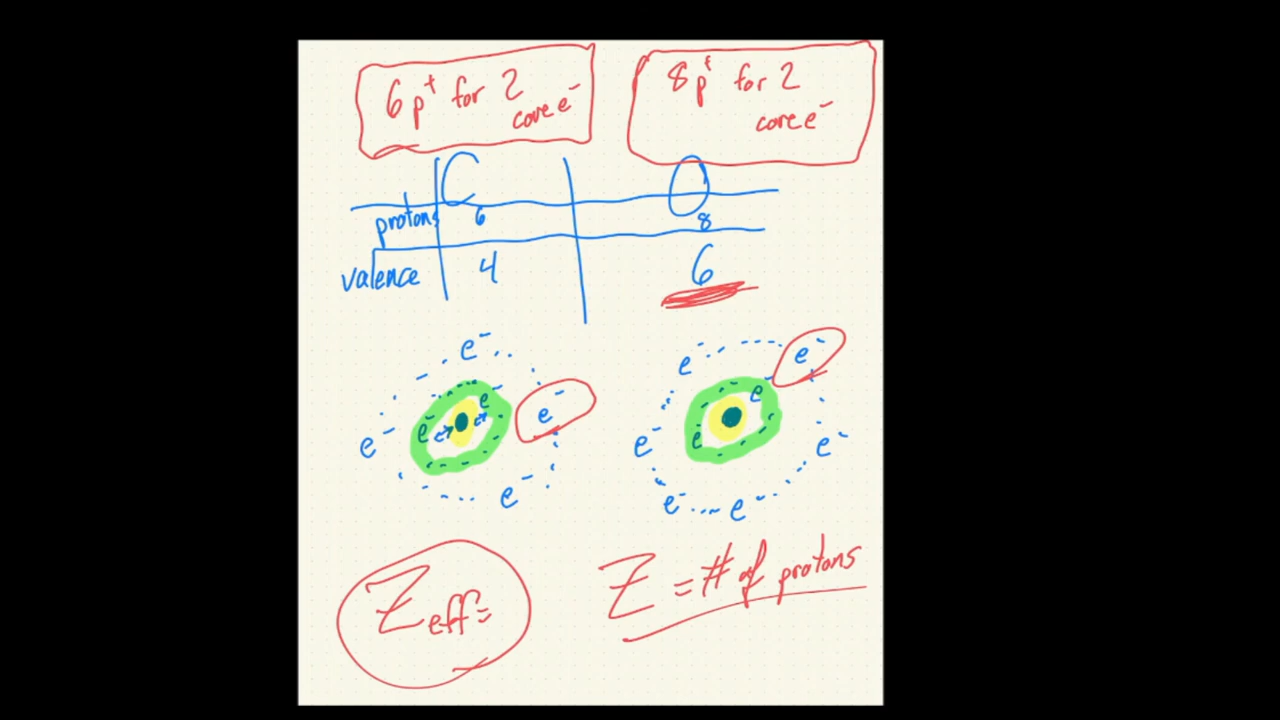 6p⁺ for 2
core e⁻
8p⁺ for 2
core e⁻
C O
protons 6 8
valence 4 6
e⁻ e⁻
e⁻ e e⁻ e
e⁻ e⁻ e⁻ e e⁻
e⁻ e⁻ e⁻
Zeff= Z = # of protons